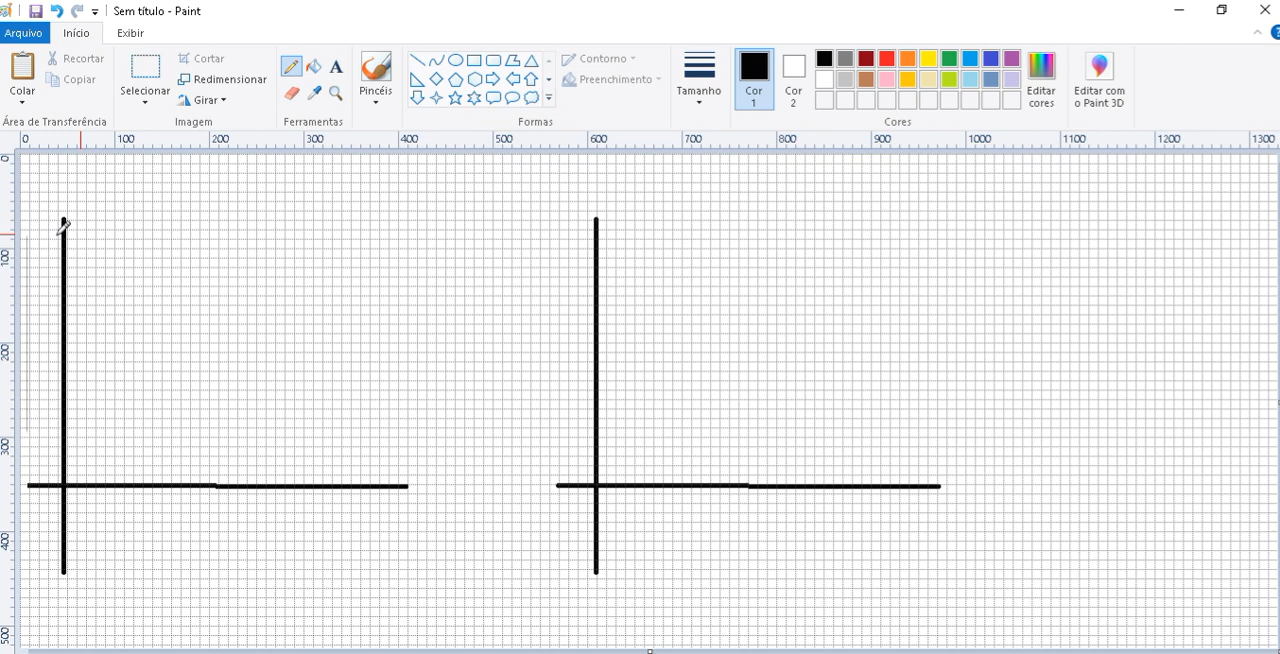 Sem título - Paint
Arquivo Início Exibir
Colar
Recortar
Copiar
Área de Transferência
Selecionar
Cortar
Redimensionar
Girar
Imagem
A
Ferramentas
Pincéis
Contorno
Preenchimento
Formas
Tamanho
Cor
1
Cor
2
Editar
cores
Cores
Editar com
o Paint 3D
0 100 200 300 400 500 600 700 800 900 1000 1100 1200 1300
0
100
200
300
400
500